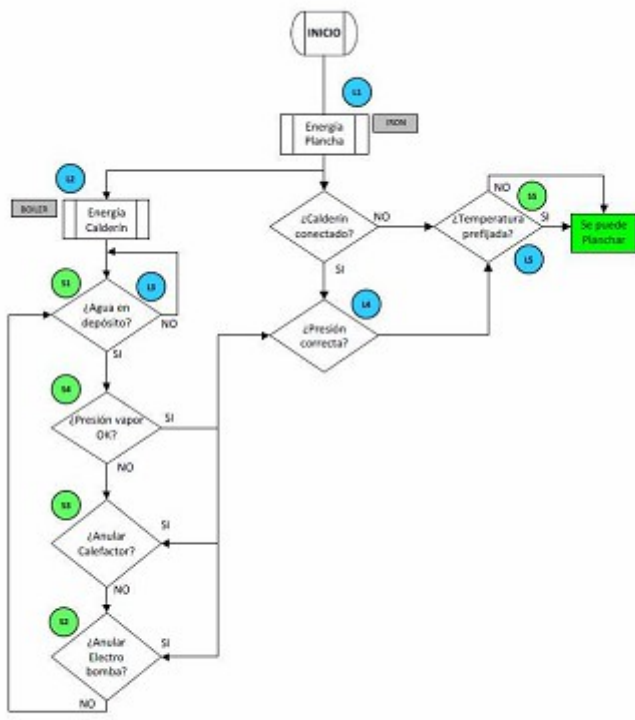 INICIO
L1
Energía
Plancha
IRON
L2
BOILER
Energía
Calderín
¿Calderín
conectado?
NO
SI
¿Temperatura
prefijada?
NO
S5
SI
L5
Se puede
Planchar
S1
L3
¿Agua en
depósito?
NO
SI
L4
¿Presión
correcta?
S4
¿Presión vapor
OK?
SI
NO
S3
¿Anular
Calefactor?
SI
NO
S2
¿Anular
Electro
bomba?
SI
NO